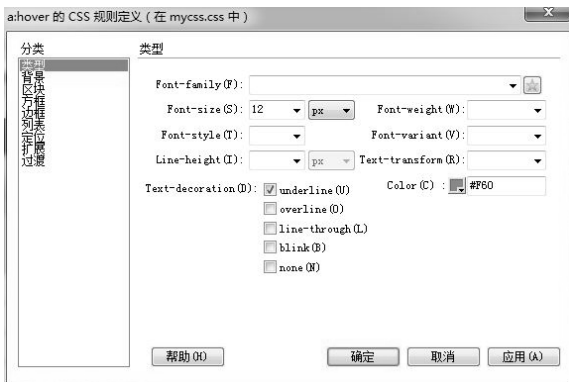 a:hover 的 CSS 规则定义 ( 在 mycss.css 中 )
分类
类型
类型
背景
区块
方框
边框
列表
定位
扩展
过渡
Font-family(F):
Font-size(S): 12 px Font-weight(W):
Font-style(T): Font-variant(V):
Line-height(I): px Text-transform(R):
Text-decoration(D): underline(U) Color(C) : #F60
overline(O)
line-through(L)
blink(B)
none(N)
帮助(H) 确定 取消 应用(A)